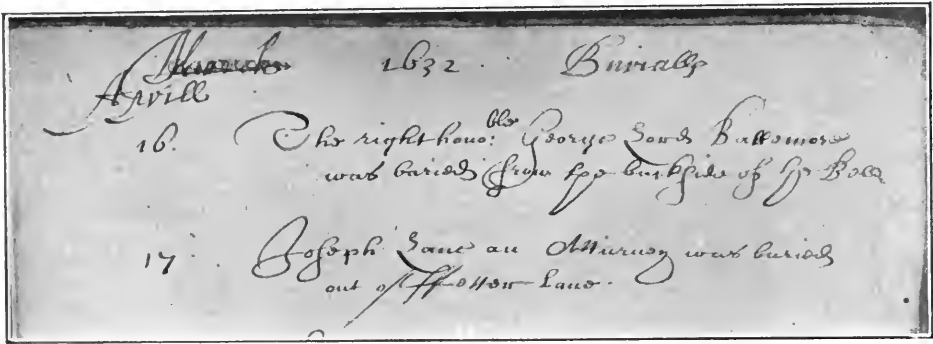 March 1632. Burialls
Aprill
16. The right hono:ble George Lord Baltemore
was buried from the backside of the Bell
17 Joseph Lane an Atturney was buried
out of ffetter Lane.